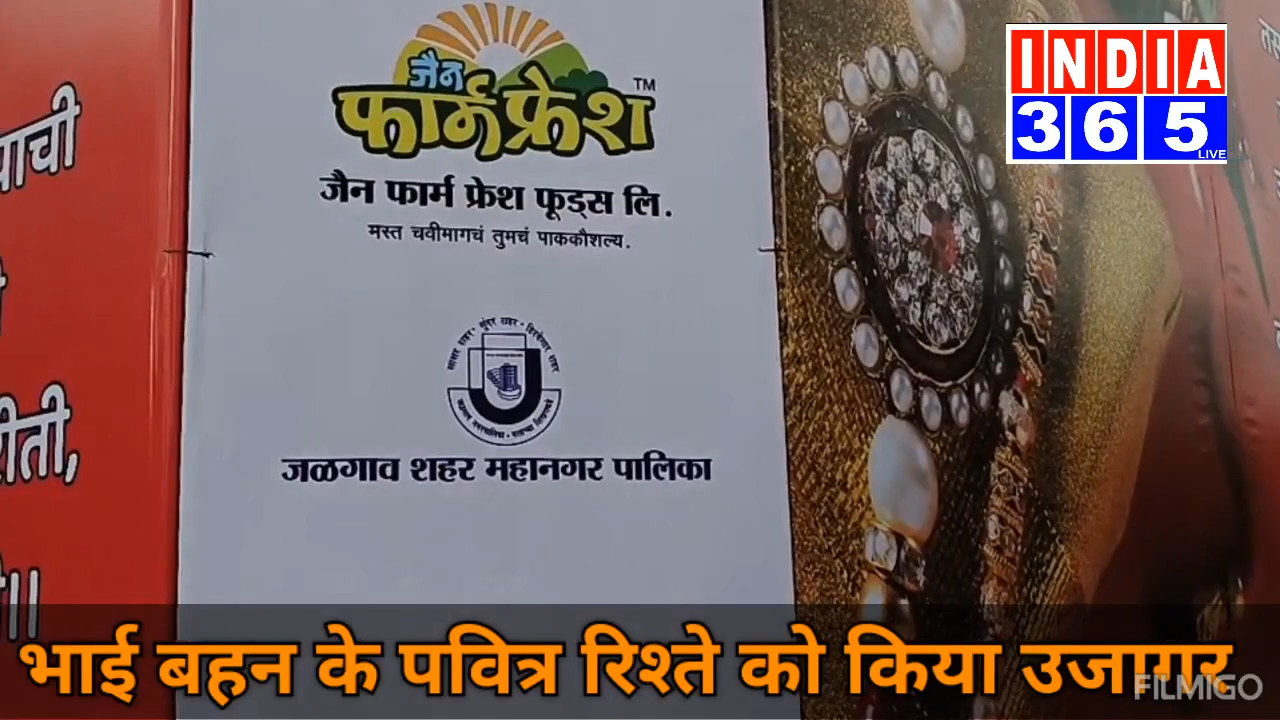 INDIA
365
LIVE
जैन
फार्मफ्रेश
TM
जैन फार्म फ्रेश फूड्स लि.
मस्त चवीमागचं तुमचं पाककौशल्य.
जळगाव शहर महानगर पालिका
ाची
रीती,
भाई बहन के पवित्र रिश्ते को किया उजागर
FILMIGO